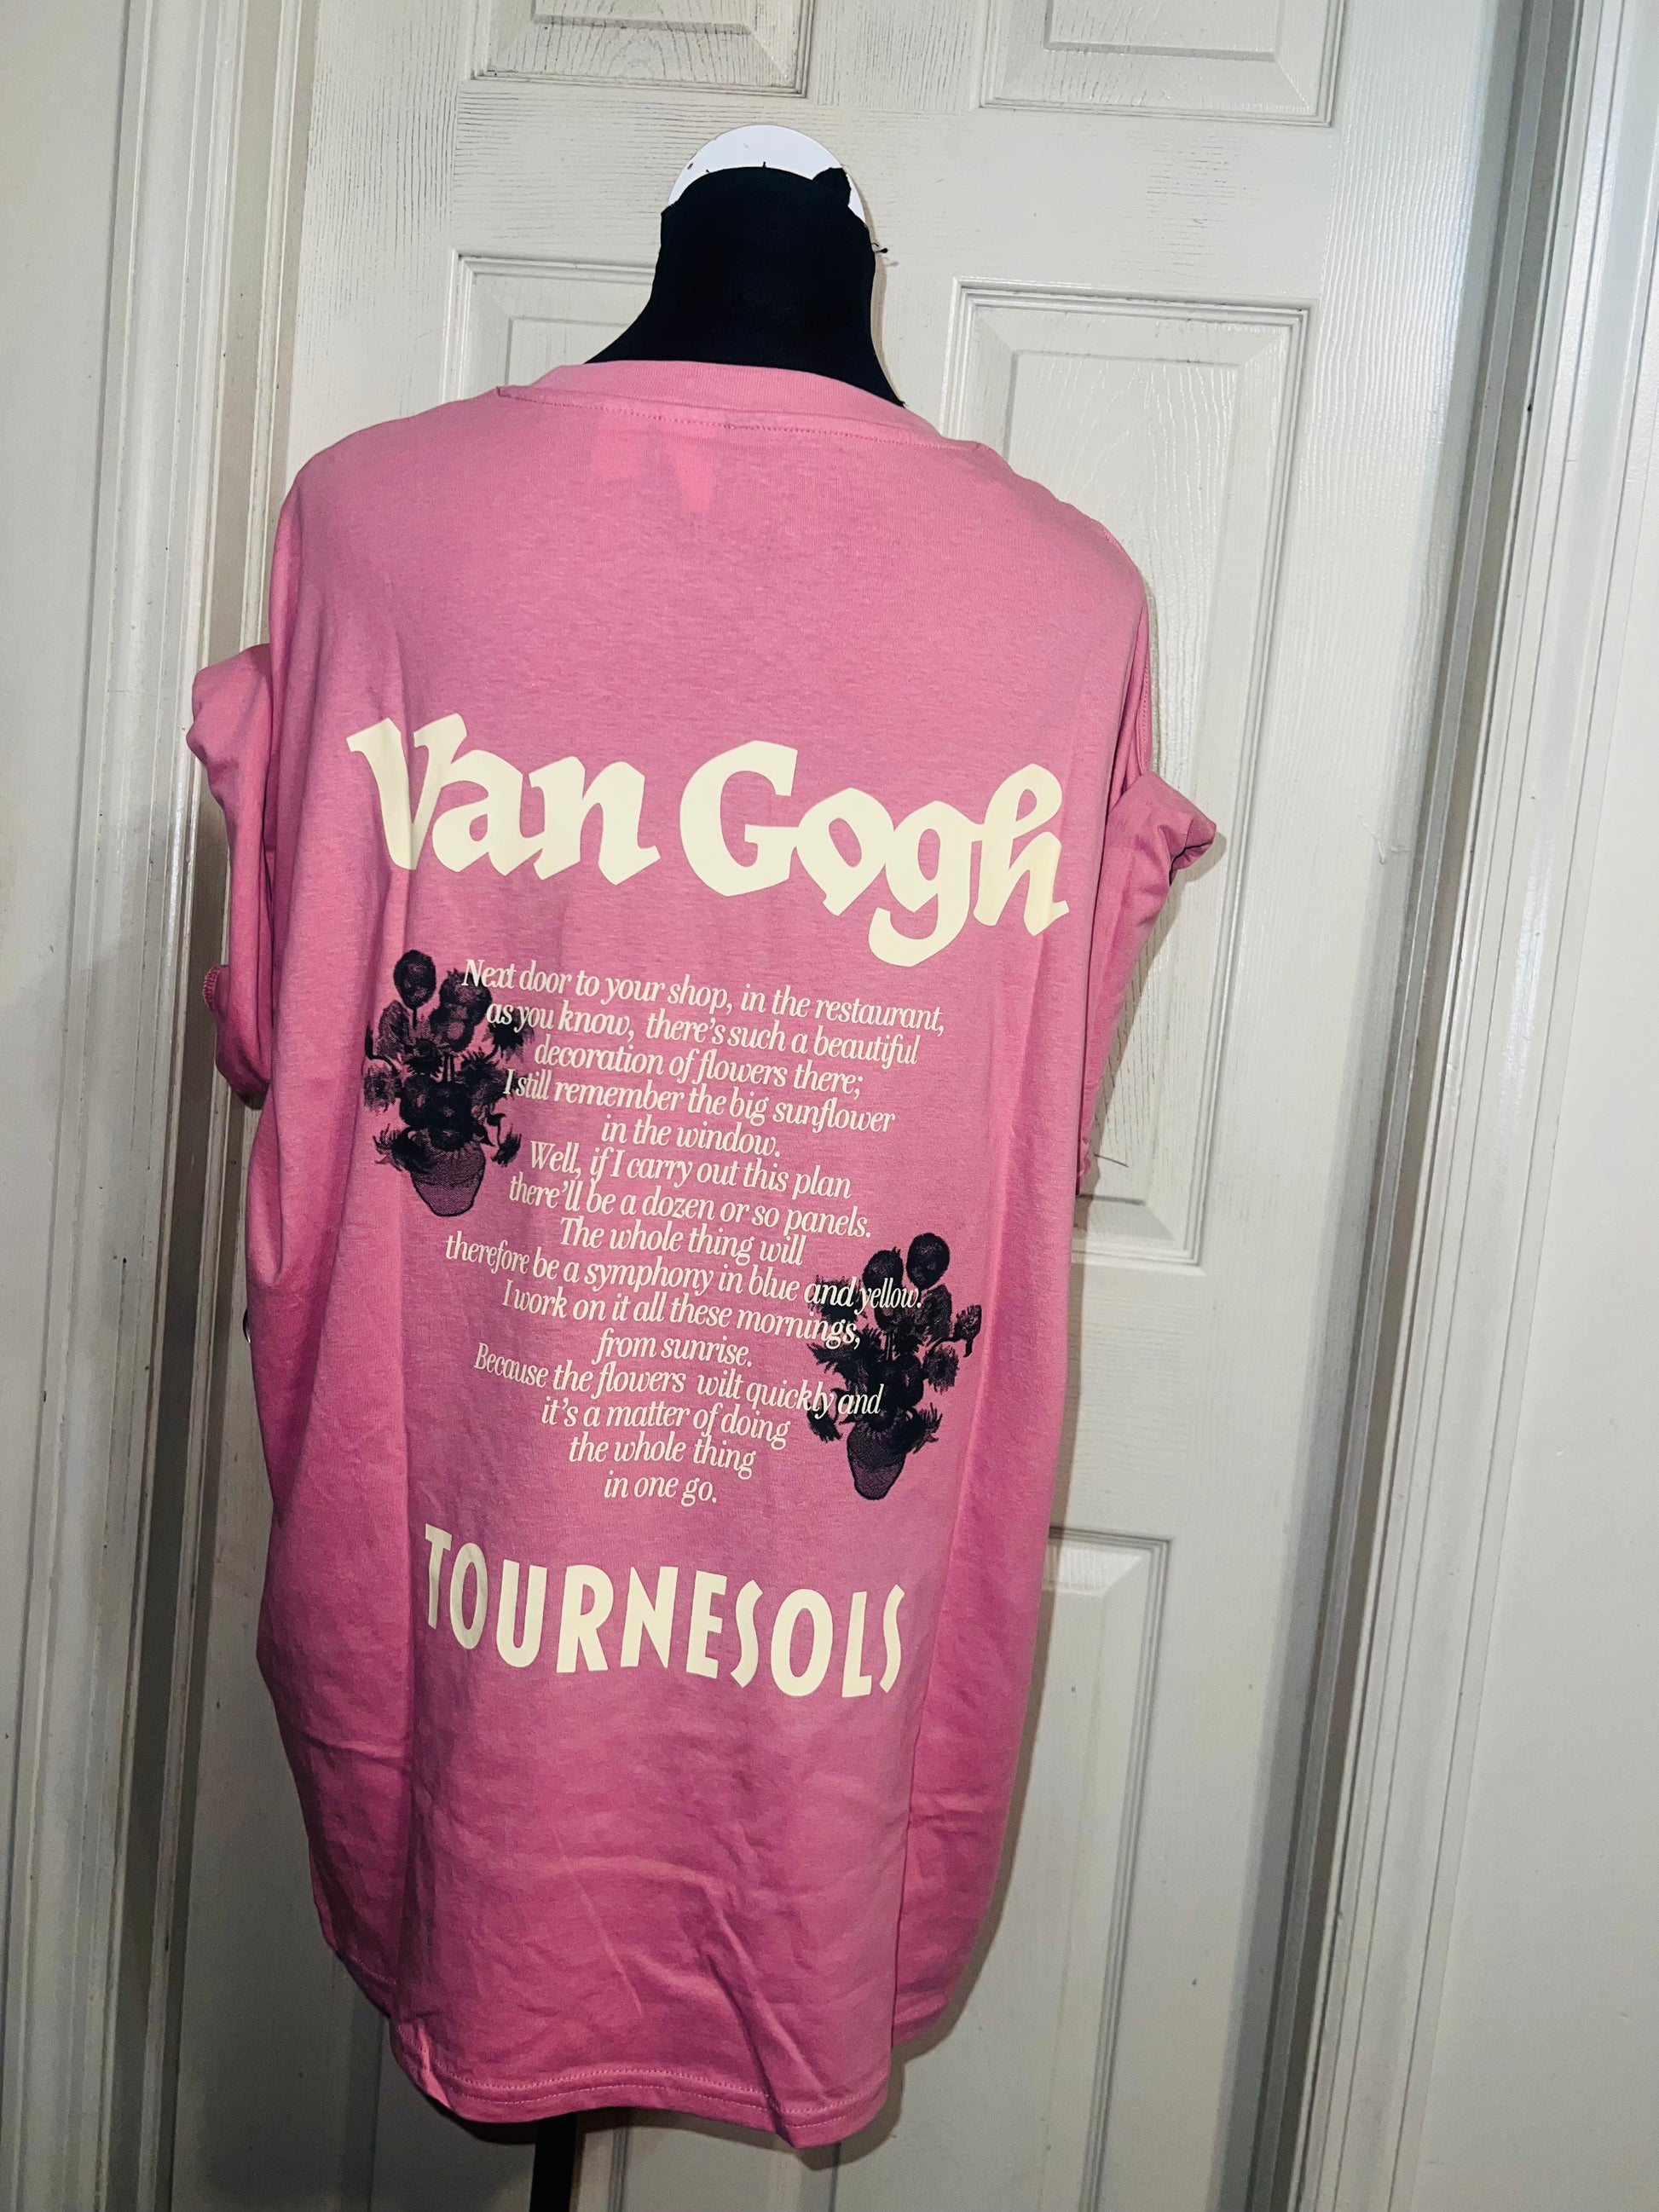 Van Gogh
Next door to your shop, in the restaurant,
as you know, there's such a beautiful
decoration of flowers there;
I still remember the big sunflower
in the window.
Well, if I carry out this plan
there'll be a dozen or so panels.
The whole thing will
therefore be a symphony in blue and yellow.
I work on it all these mornings,
from sunrise.
Because the flowers wilt quickly and
it's a matter of doing
the whole thing
in one go.
TOURNESOLS